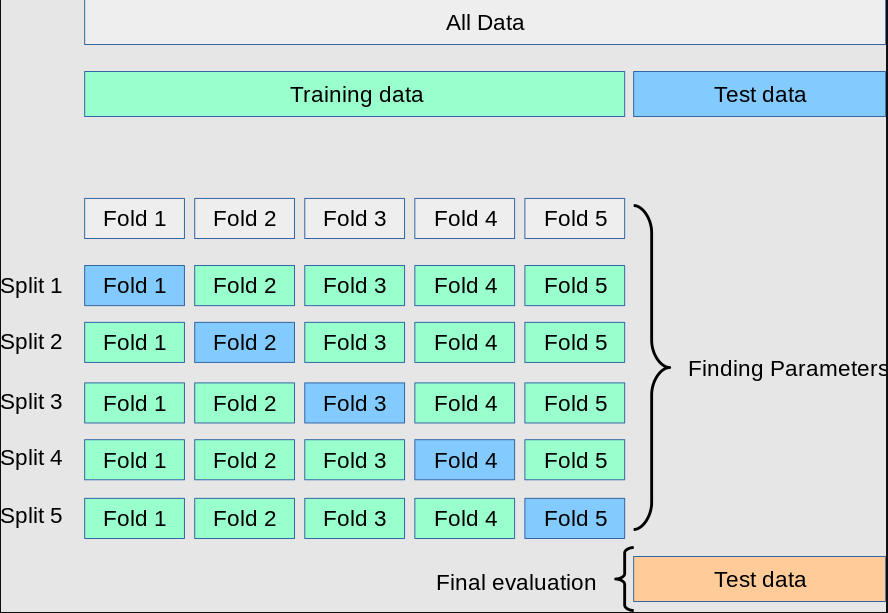 All Data
Training data Test data
Fold 1 Fold 2 Fold 3 Fold 4 Fold 5
Split 1 Fold 1 Fold 2 Fold 3 Fold 4 Fold 5
Split 2 Fold 1 Fold 2 Fold 3 Fold 4 Fold 5
Finding Parameters
Split 3 Fold 1 Fold 2 Fold 3 Fold 4 Fold 5
Split 4 Fold 1 Fold 2 Fold 3 Fold 4 Fold 5
Split 5 Fold 1 Fold 2 Fold 3 Fold 4 Fold 5
Final evaluation Test data